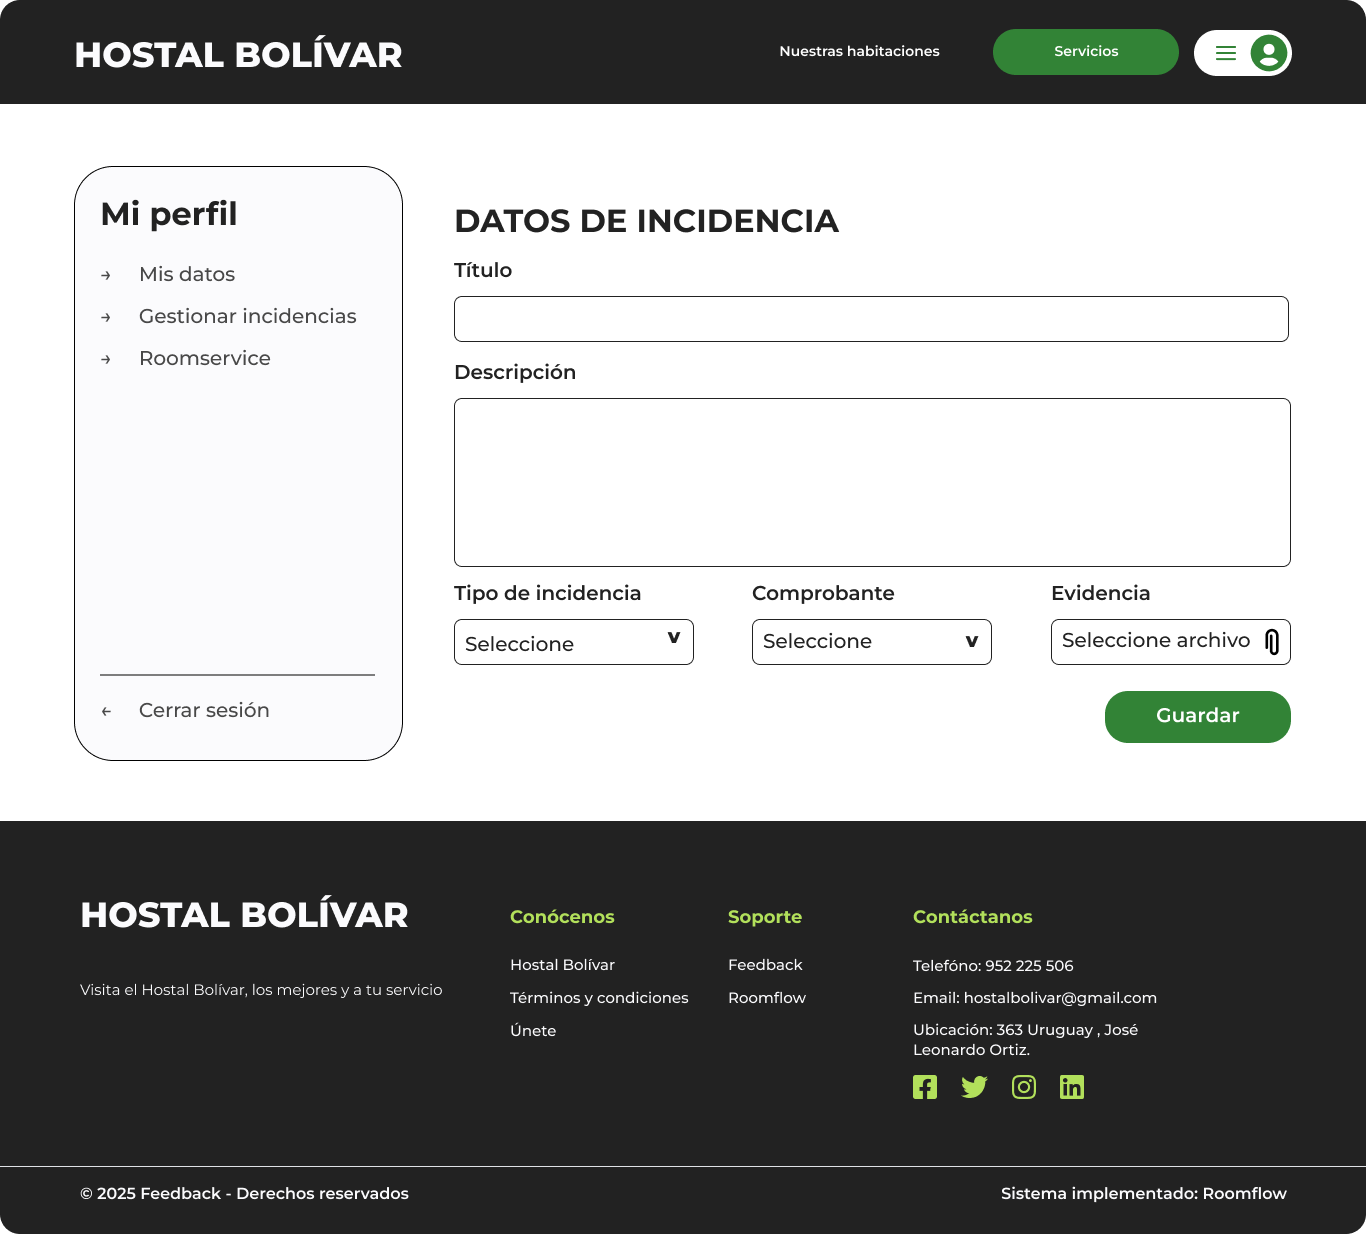 HOSTAL BOLÍVAR
Nuestras habitaciones
Servicios
Mi perfil
→ Mis datos
→ Gestionar incidencias
→ Roomservice
← Cerrar sesión
DATOS DE INCIDENCIA
Título
Descripción
Tipo de incidencia
Comprobante
Evidencia
Seleccione v
Seleccione v
Seleccione archivo
Guardar
HOSTAL BOLÍVAR
Visita el Hostal Bolívar, los mejores y a tu servicio
Conócenos
Hostal Bolívar
Términos y condiciones
Únete
Soporte
Feedback
Roomflow
Contáctanos
Telefóno: 952 225 506
Email: hostalbolivar@gmail.com
Ubicación: 363 Uruguay , José
Leonardo Ortiz.
© 2025 Feedback - Derechos reservados
Sistema implementado: Roomflow